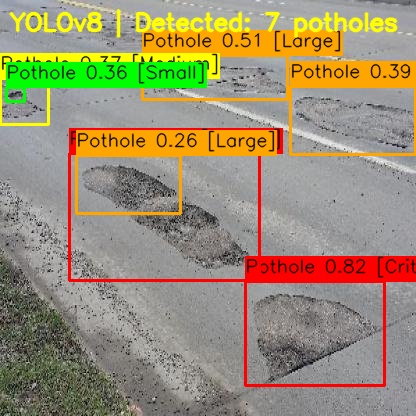 YOLOv8 | Detected: 7 potholes
Pothole 0.51 [Large]
Pothole 0.37 [Medium]
Pothole 0.36 [Small]
Pothole 0.39
Pothole 0.26 [Large]
Pothole 0.82 [Crit